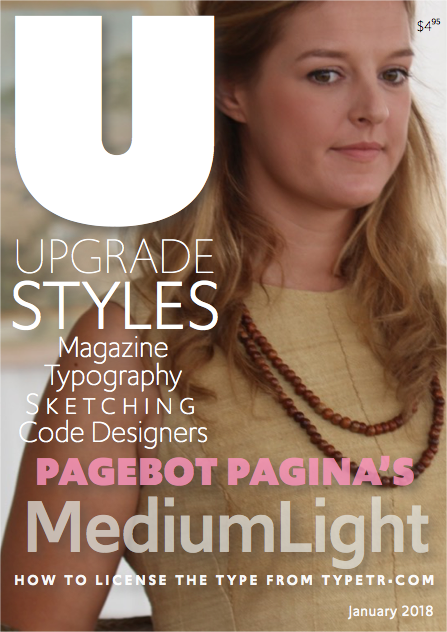 $4.95
U
UPGRADE
STYLES
Magazine
Typography
SKETCHING
Code Designers
PAGEBOT PAGINA'S
MediumLight
HOW TO LICENSE THE TYPE FROM TYPETR.COM
January 2018